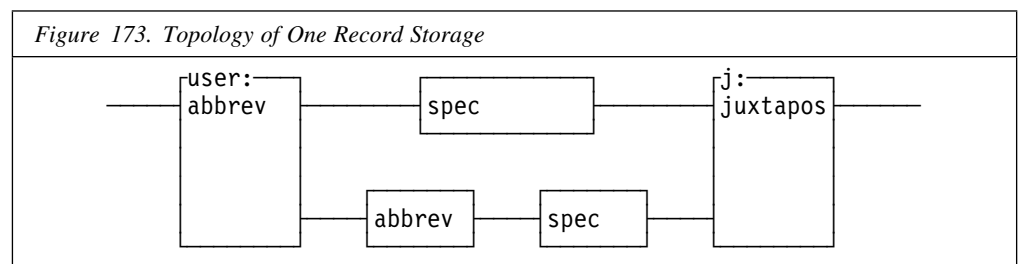 Figure 173. Topology of One Record Storage
user: j:
abbrev spec juxtapos
abbrev spec